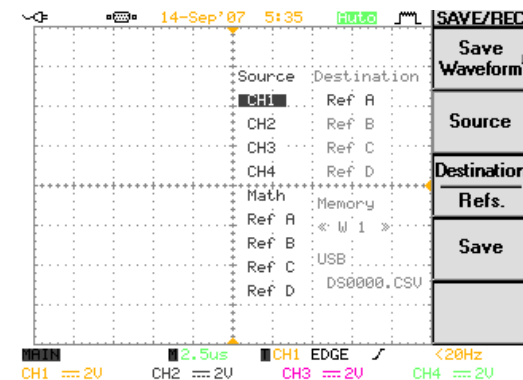 14-Sep'07 5:35 Auto SAVE/REC
Save
Waveform
Source Destination
CH1 Ref A
CH2 Ref B
CH3 Ref C
CH4 Ref D
Math
Ref A
Ref B
Ref C
Ref D
Memory
« W 1 »
USB
DS0000.CSV
Source
Destination
Refs.
Save
MAIN M 2.5us T CH1 EDGE <20Hz
CH1 2V CH2 2V CH3 2V CH4 2V